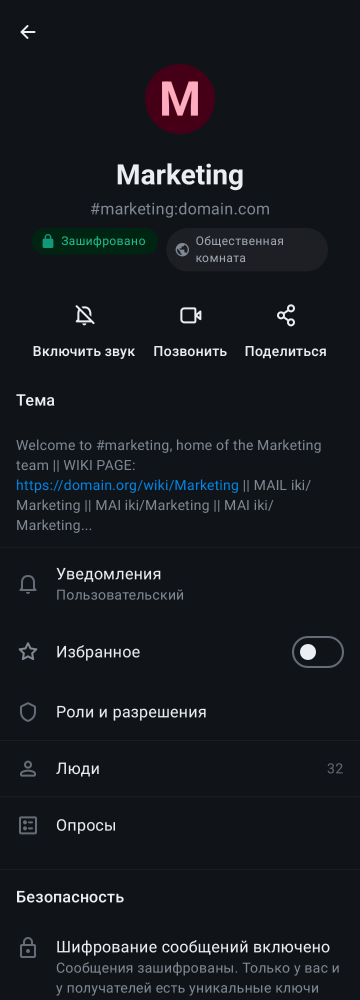 M
Marketing
#marketing:domain.com
Зашифровано
Общественная
комната
Включить звук
Позвонить
Поделиться
Тема
Welcome to #marketing, home of the Marketing
team || WIKI PAGE:
https://domain.org/wiki/Marketing || MAIL iki/
Marketing || MAI iki/Marketing || MAI iki/
Marketing...
Уведомления
Пользовательский
Избранное
Роли и разрешения
Люди 32
Опросы
Безопасность
Шифрование сообщений включено
Сообщения зашифрованы. Только у вас и
у получателей есть уникальные ключи